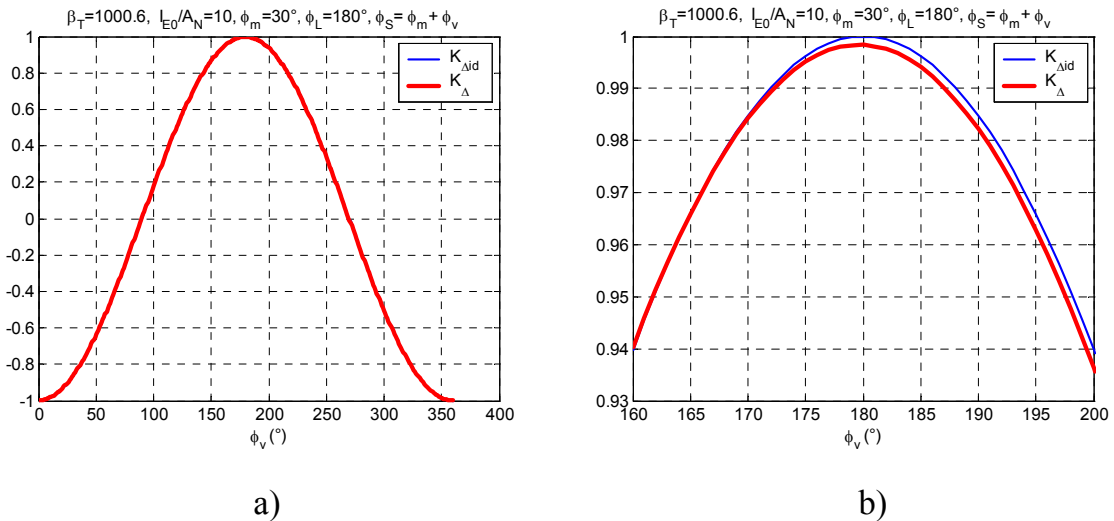 β_T=1000.6, I_E0/A_N=10, ϕ_m=30°, ϕ_L=180°, ϕ_S= ϕ_m+ ϕ_v
1
0.8
0.6
0.4
0.2
0
-0.2
-0.4
-0.6
-0.8
-1
0 50 100 150 200 250 300 350 400
ϕ_v (°)
K_Δid
K_Δ
a)
β_T=1000.6, I_E0/A_N=10, ϕ_m=30°, ϕ_L=180°, ϕ_S= ϕ_m+ ϕ_v
1
0.99
0.98
0.97
0.96
0.95
0.94
0.93
160 165 170 175 180 185 190 195 200
ϕ_v (°)
K_Δid
K_Δ
b)